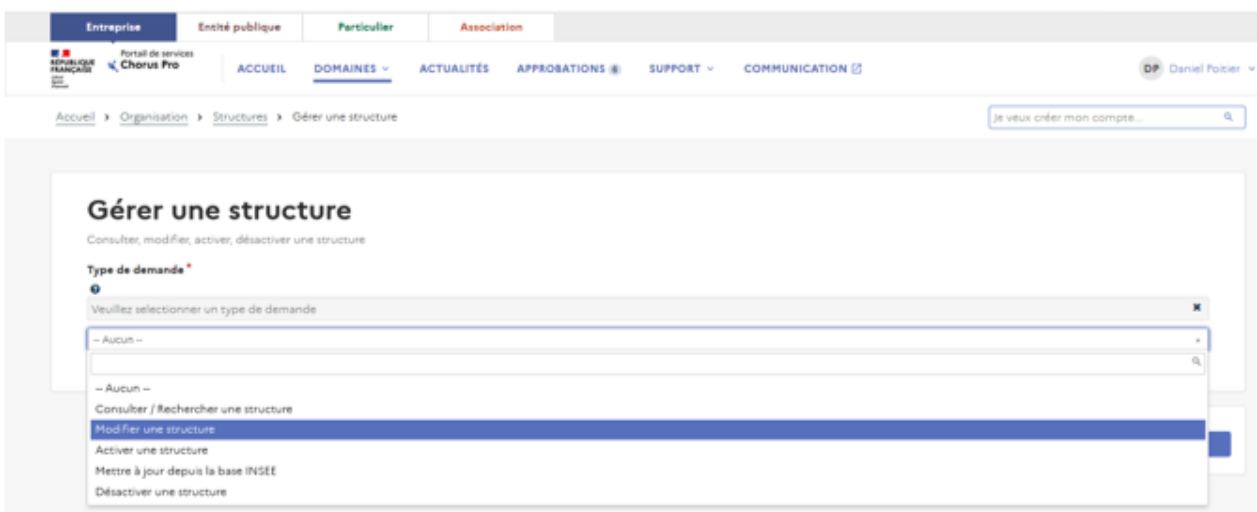 Entreprise Entité publique Particulier Association
RÉPUBLIQUE
FRANÇAISE
Portail de services
Chorus Pro
ACCUEIL DOMAINES ACTUALITÉS APPROBATIONS 4 SUPPORT COMMUNICATION
DP Daniel Poitier
Accueil > Organisation > Structures > Gérer une structure
Je veux créer mon compte...
Gérer une structure
Consulter, modifier, activer, désactiver une structure
Type de demande *
Veuillez selectionner un type de demande
-- Aucun --
-- Aucun --
Consulter / Rechercher une structure
Modifier une structure
Activer une structure
Mettre à jour depuis la base INSEE
Désactiver une structure